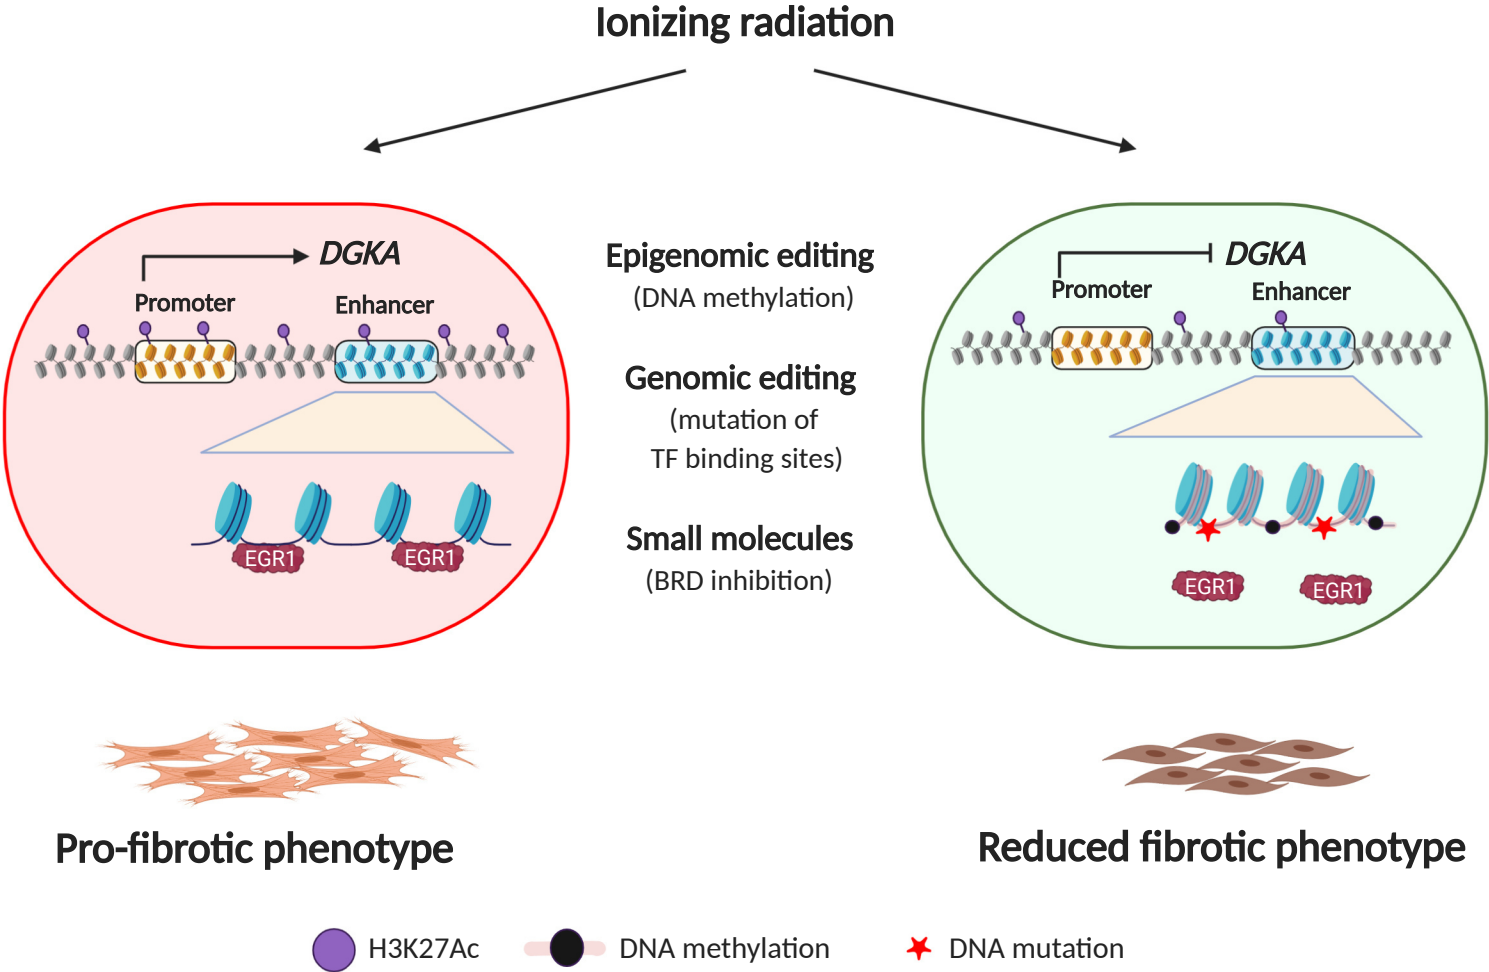 Ionizing radiation
DGKA
Promoter
Enhancer
EGR1
EGR1
Pro-fibrotic phenotype
Epigenomic editing
(DNA methylation)
Genomic editing
(mutation of
TF binding sites)
Small molecules
(BRD inhibition)
DGKA
Promoter
Enhancer
EGR1
EGR1
Reduced fibrotic phenotype
H3K27Ac
DNA methylation
DNA mutation